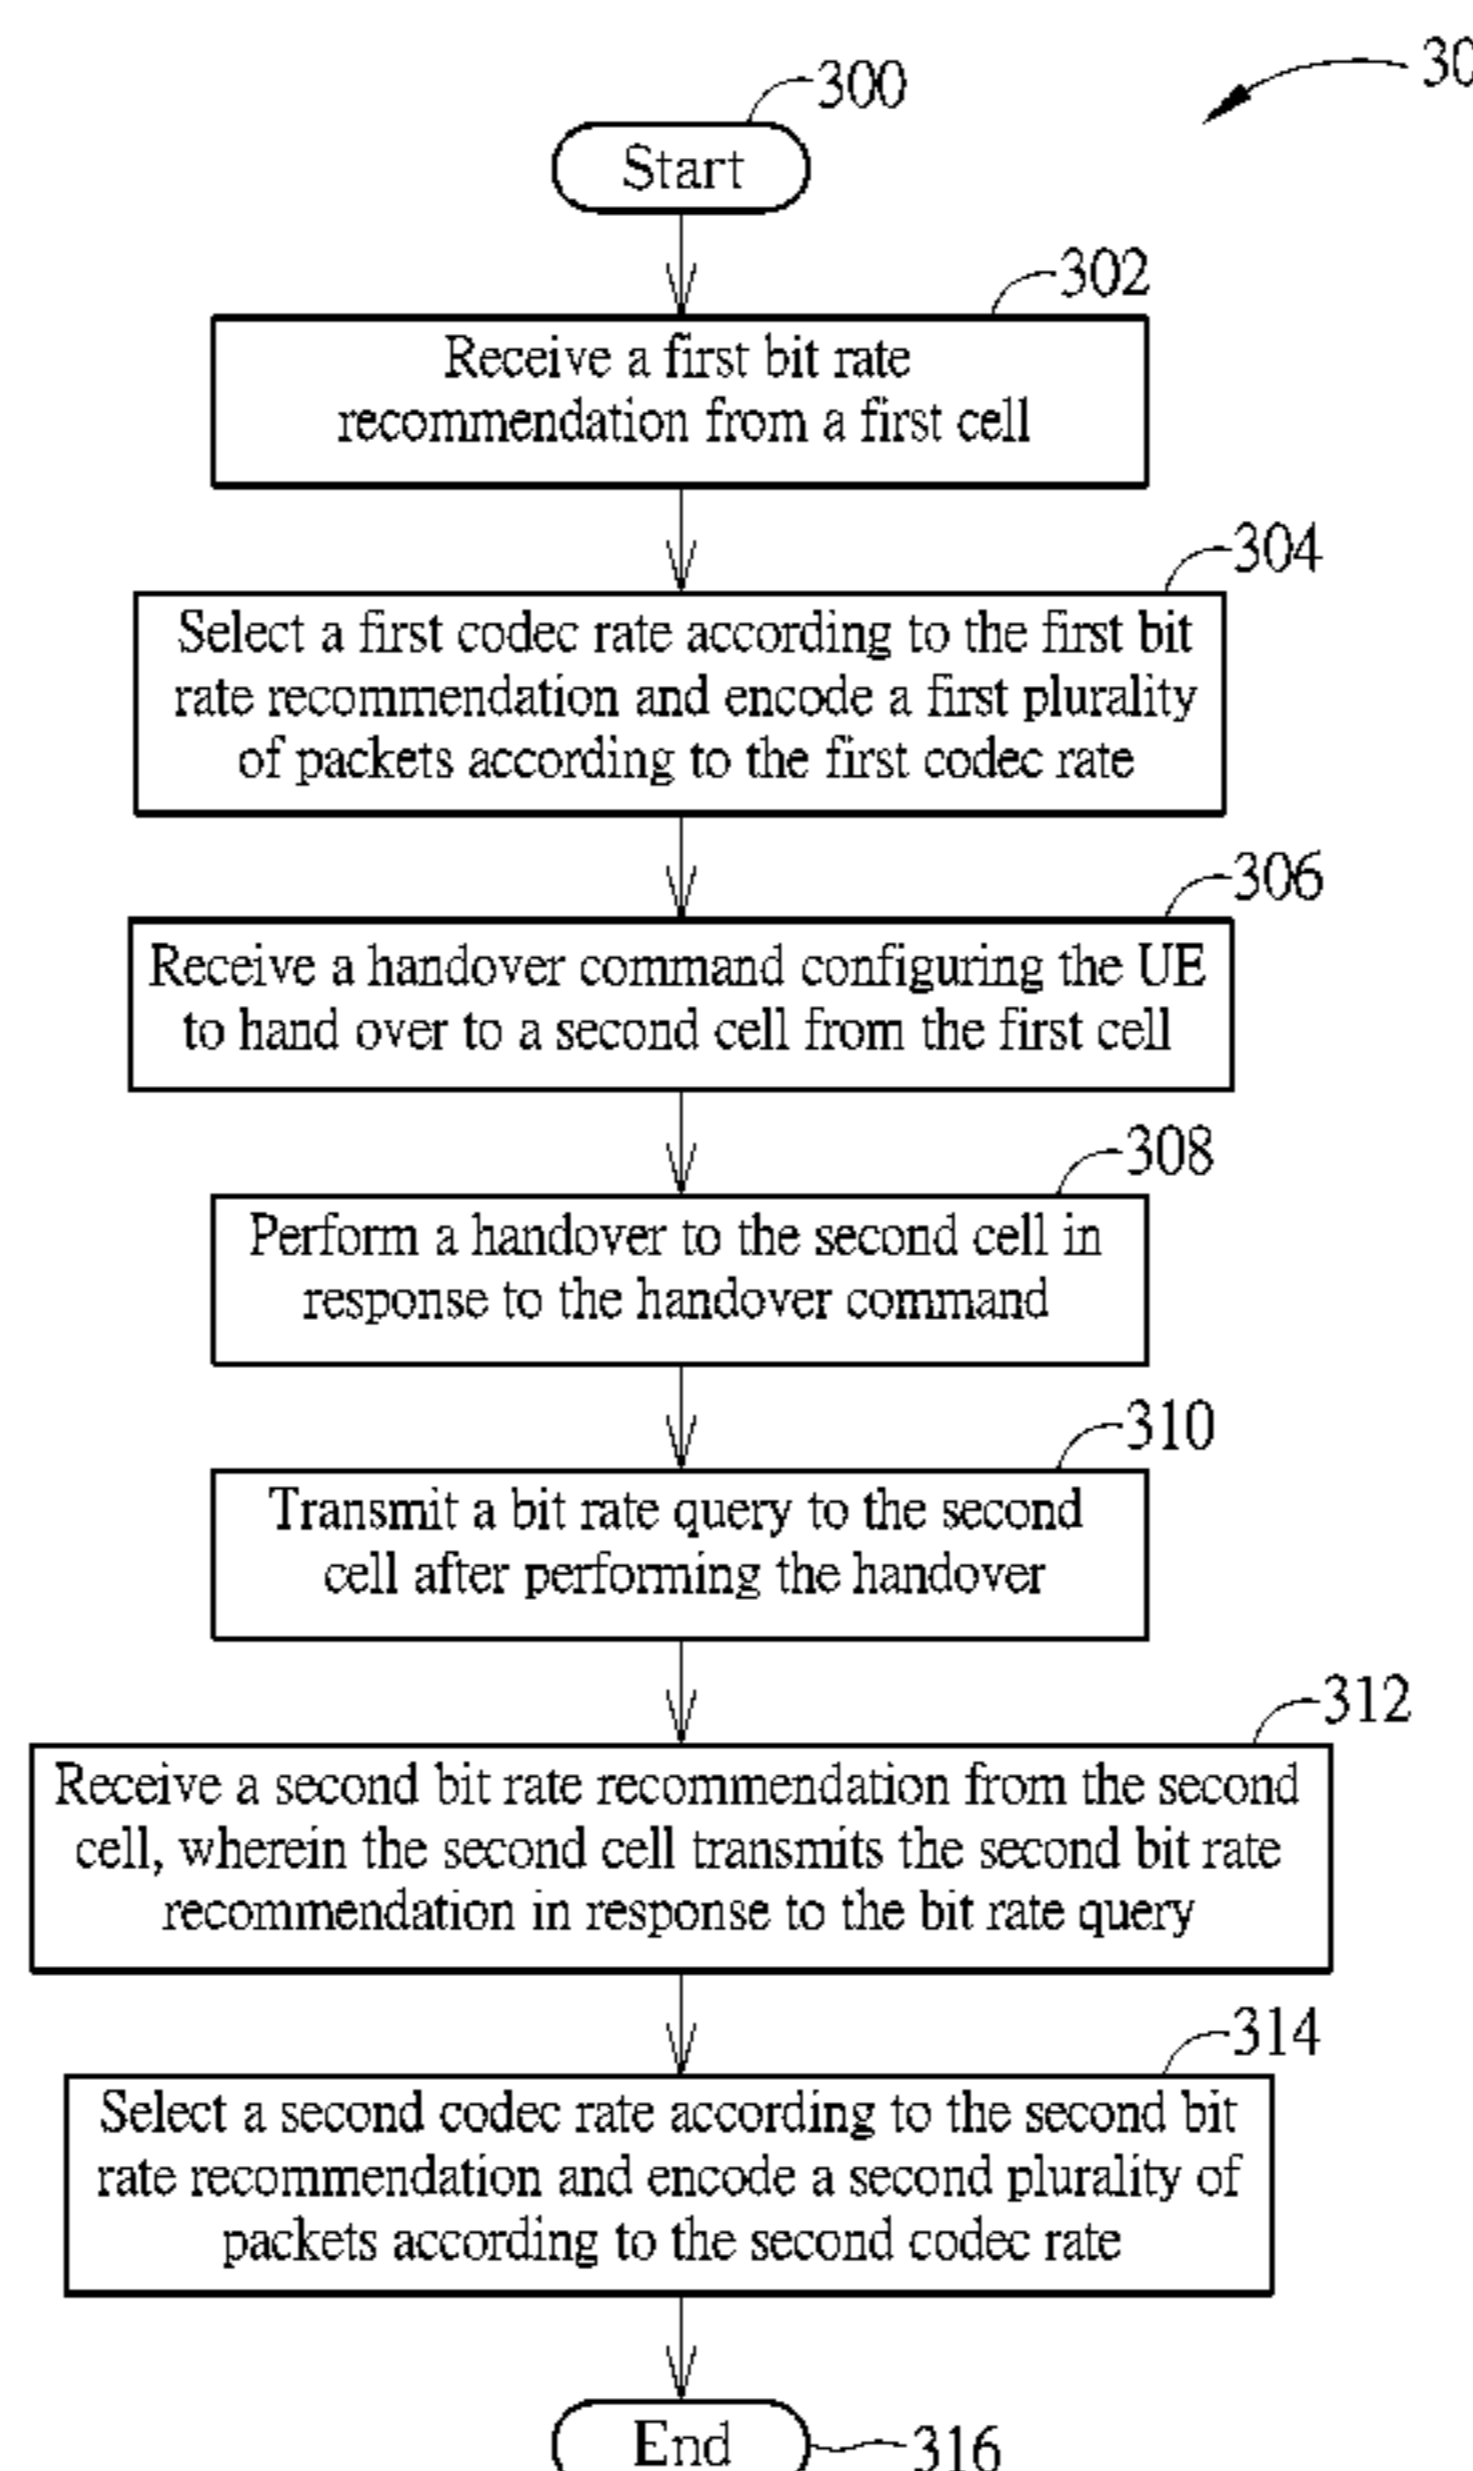 300
30
Start
302
Receive a first bit rate
recommendation from a first cell
304
Select a first codec rate according to the first bit
rate recommendation and encode a first plurality
of packets according to the first codec rate
306
Receive a handover command configuring the UE
to hand over to a second cell from the first cell
308
Perform a handover to the second cell in
response to the handover command
310
Transmit a bit rate query to the second
cell after performing the handover
312
Receive a second bit rate recommendation from the second
cell, wherein the second cell transmits the second bit rate
recommendation in response to the bit rate query
314
Select a second codec rate according to the second bit
rate recommendation and encode a second plurality of
packets according to the second codec rate
End
316